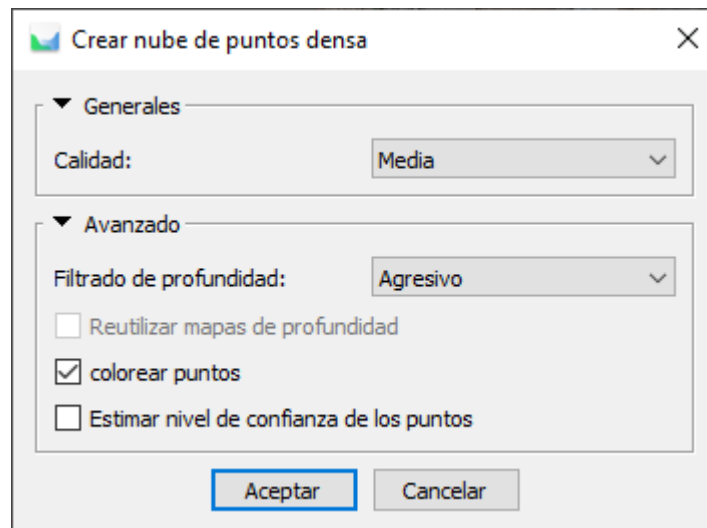 Crear nube de puntos densa
Generales
Calidad:
Media
Avanzado
Filtrado de profundidad:
Agresivo
Reutilizar mapas de profundidad
colorear puntos
Estimar nivel de confianza de los puntos
Aceptar
Cancelar